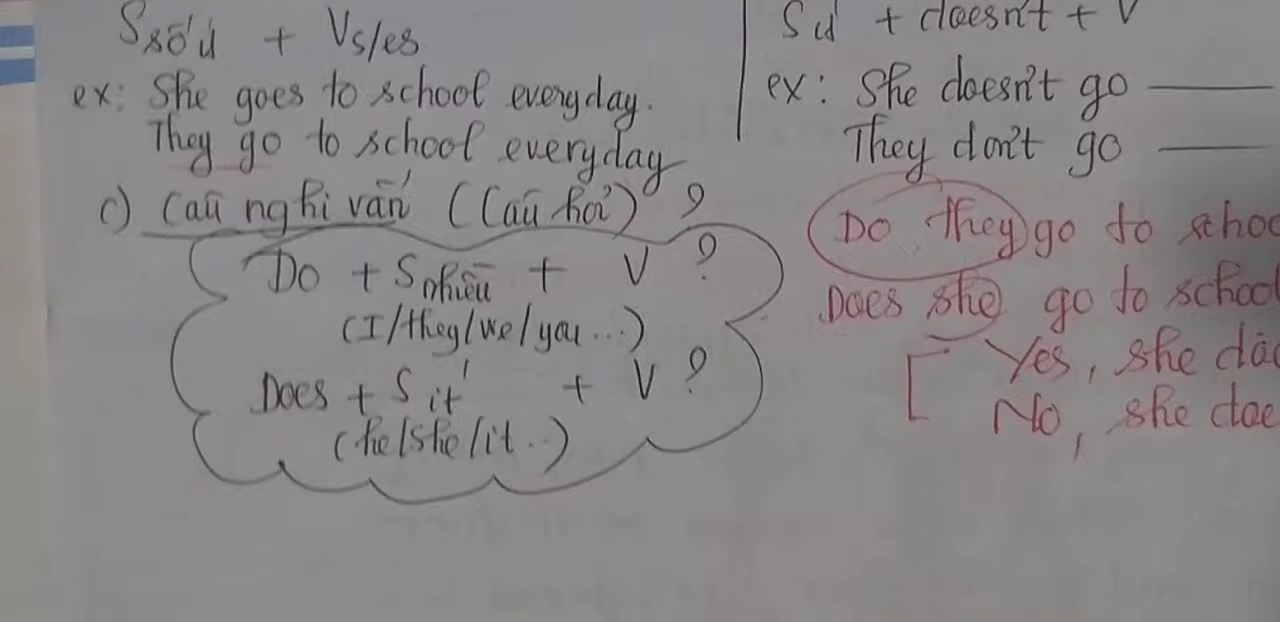 S số ít + Vs/es
ex: She goes to school everyday.
They go to school everyday
S ít + doesn't + V
ex: She doesn't go
They don't go
c) Câu nghi vấn (Câu hỏi) ?
Do + S nhiều + V ?
(I/they/we/you...)
Does + S ít + V ?
(he/she/it...)
Do they go to
Does she go to school
Yes, she
No, she